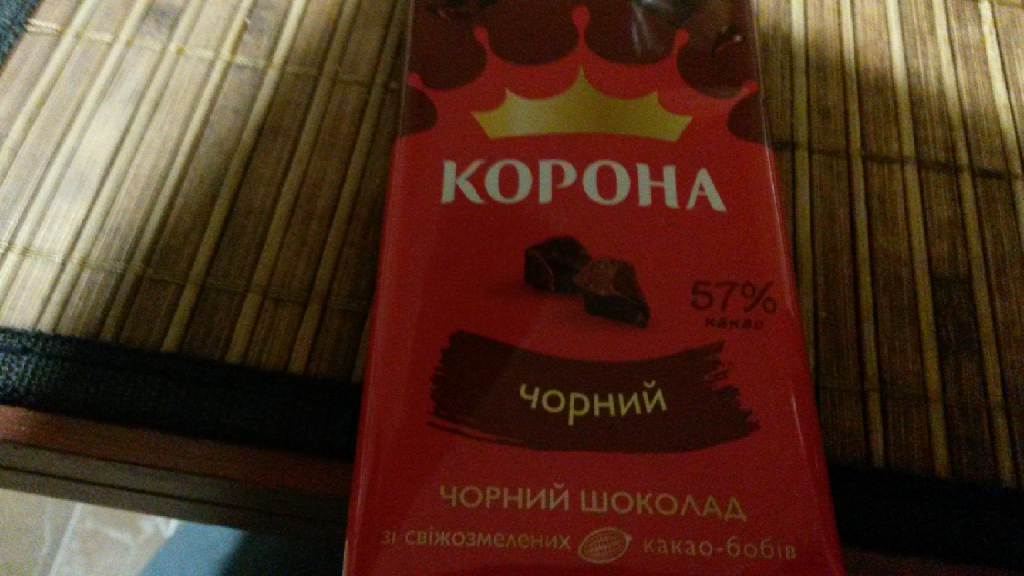 КОРОНА
57%
какао
чорний
ЧОРНИЙ ШОКОЛАД
зі свіжозмелених какао-бобів